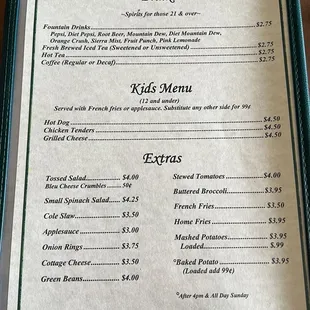 ~Spirits for those 21 & over~
Fountain Drinks $2.75
Pepsi, Diet Pepsi, Root Beer, Mountain Dew, Diet Mountain Dew,
Orange Crush, Sierra Mist, Fruit Punch, Pink Lemonade
Fresh Brewed Iced Tea (Sweetened or Unsweetened) $2.75
Hot Tea $2.50
Coffee (Regular or Decaf) $2.75
Kids Menu
(12 and under)
Served with French fries or applesauce. Substitute any other side for 99¢
Hot Dog $4.50
Chicken Tenders $4.50
Grilled Cheese $4.50
Extras
Tossed Salad $4.00
Bleu Cheese Crumbles 50¢
Small Spinach Salad $4.25
Cole Slaw $3.50
Applesauce $3.00
Onion Rings $3.75
Cottage Cheese $3.50
Green Beans $4.00
Stewed Tomatoes $4.00
Buttered Broccoli $3.95
French Fries $3.50
Home Fries $3.95
Mashed Potatoes $3.95
Loaded $.99
°Baked Potato $3.95
(Loaded add 99¢)
°After 4pm & All Day Sunday